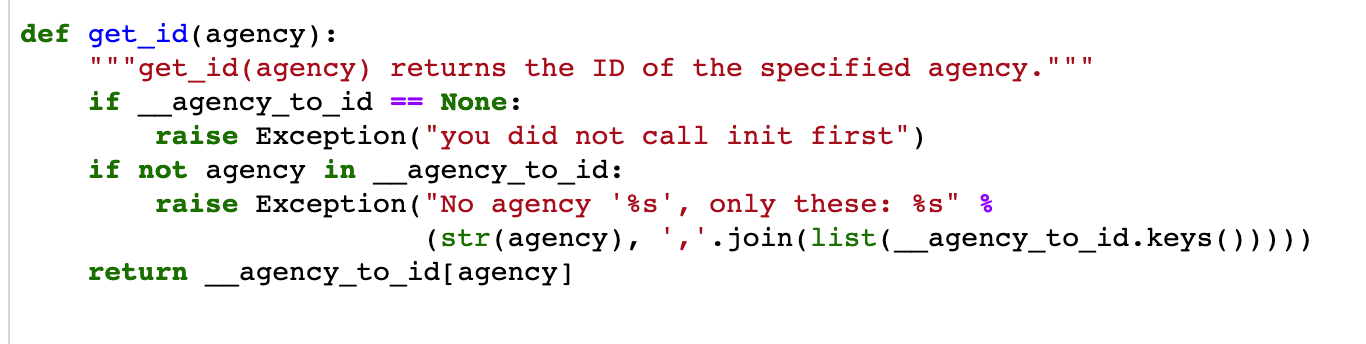 def get_id(agency):
    """get_id(agency) returns the ID of the specified agency."""
    if __agency_to_id == None:
        raise Exception("you did not call init first")
    if not agency in __agency_to_id:
        raise Exception("No agency '%s', only these: %s" %
                        (str(agency), ','.join(list(__agency_to_id.keys()))))
    return __agency_to_id[agency]